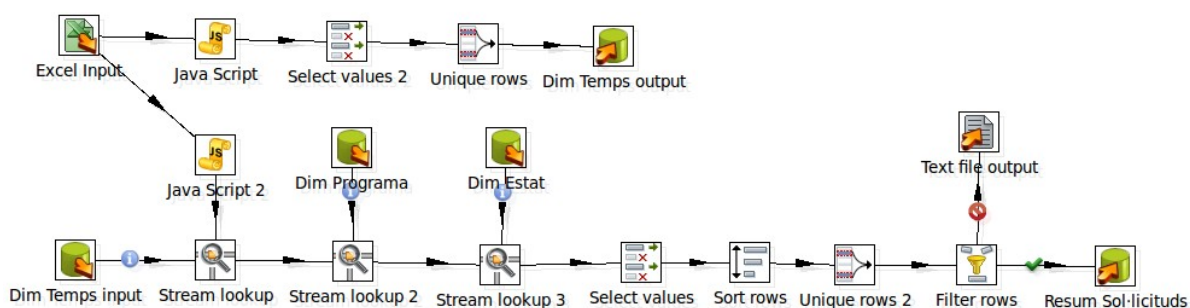 Excel Input
Java Script
Select values 2
Unique rows
Dim Temps output
Java Script 2
Dim Programa
Dim Estat
Text file output
Dim Temps input
Stream lookup
Stream lookup 2
Stream lookup 3
Select values
Sort rows
Unique rows 2
Filter rows
Resum Sol·licituds